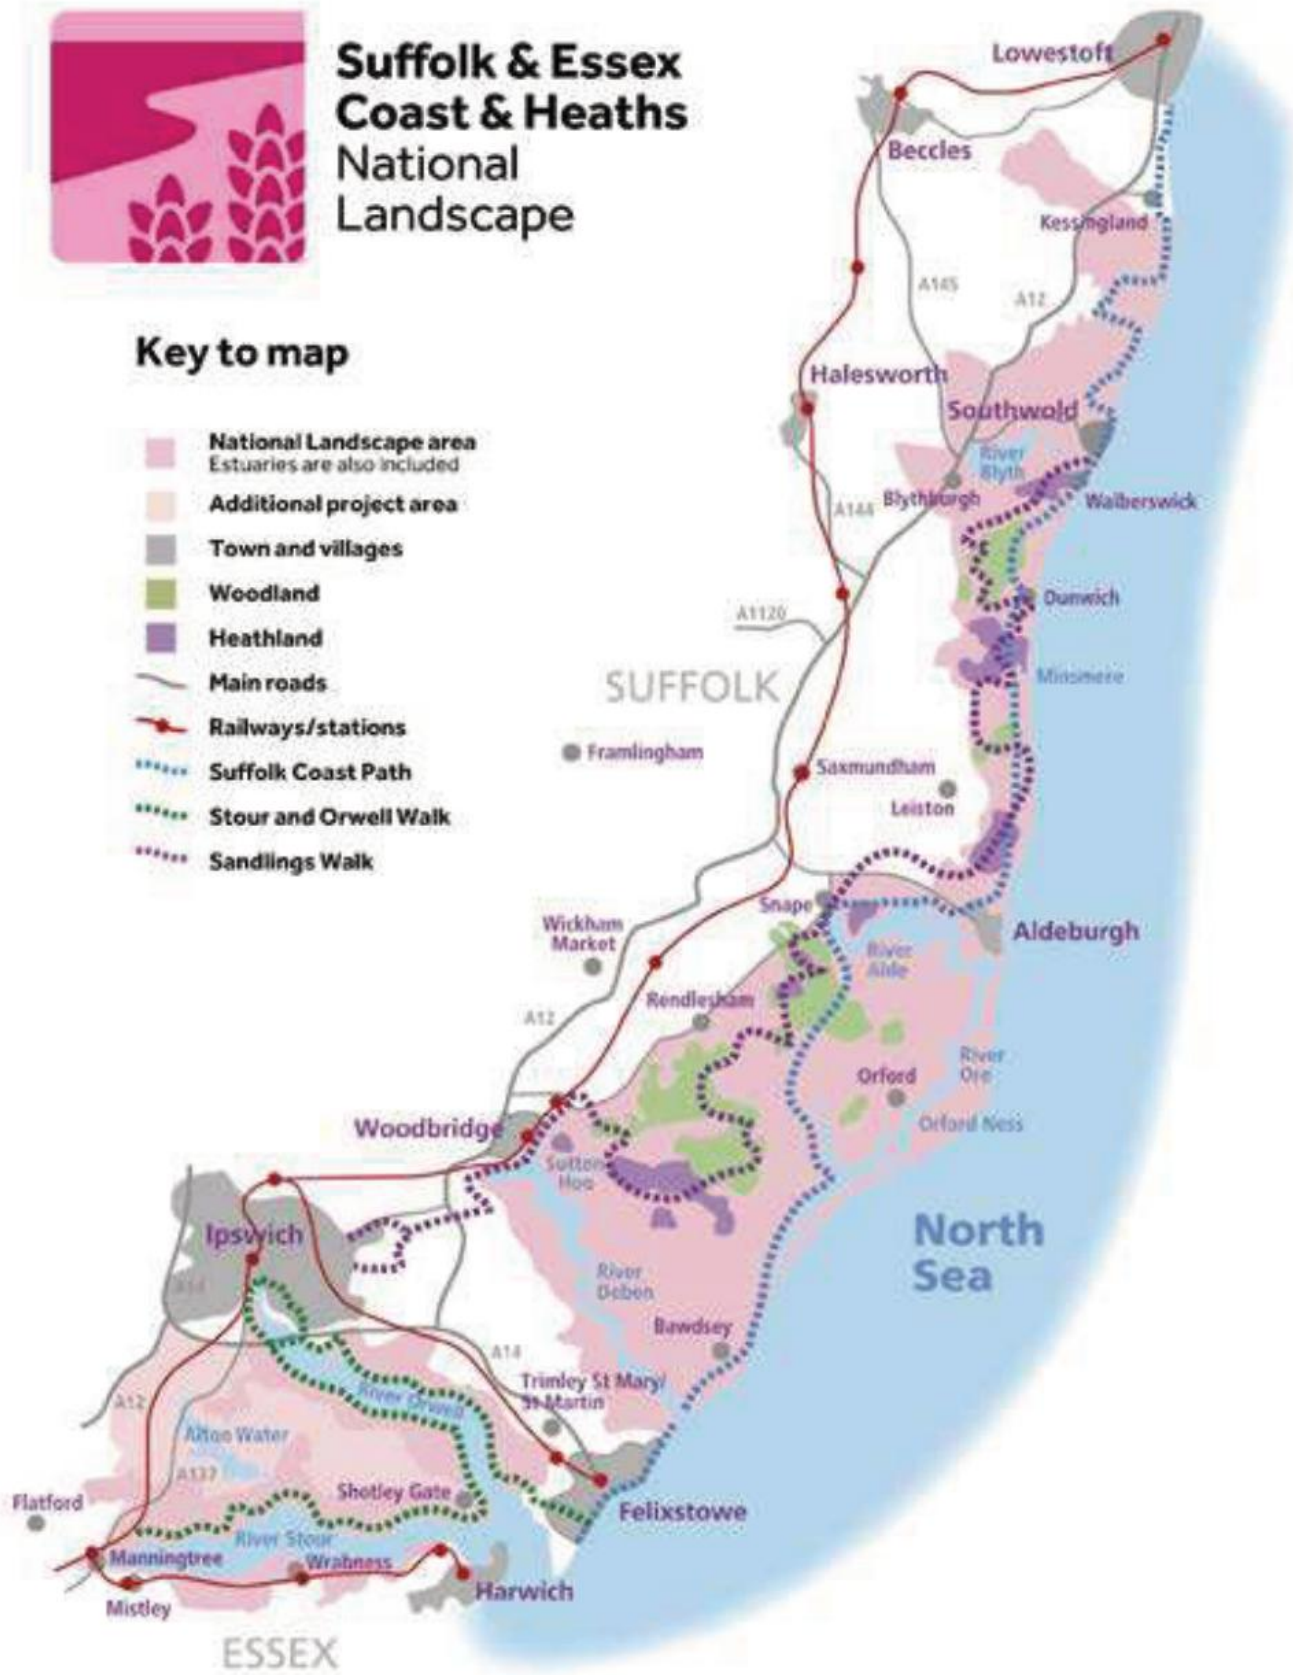 Suffolk & Essex
Coast & Heaths
National
Landscape
Key to map
National Landscape area
Estuaries are also included
Additional project area
Town and villages
Woodland
Heathland
Main roads
Railways/stations
Suffolk Coast Path
Stour and Orwell Walk
Sandlings Walk
Lowestoft
Beccles
Kessingland
A145
A12
Halesworth
Southwold
River
Blyth
Blythburgh
Walberswick
A144
Dunwich
A1120
Minsmere
SUFFOLK
Framlingham
Saxmundham
Leiston
Snape
Wickham
Market
Aldeburgh
River
Alde
Rendlesham
A12
River
Ore
Orford
Orford Ness
Woodbridge
Sutton
Hoo
Ipswich
North
Sea
A14
River
Deben
Bawdsey
A14
Trimley St Mary/
St Martin
A12
River Orwell
Alton Water
A137
Shotley Gate
Flatford
Felixstowe
River Stour
Manningtree
Wrabness
Harwich
Mistley
ESSEX